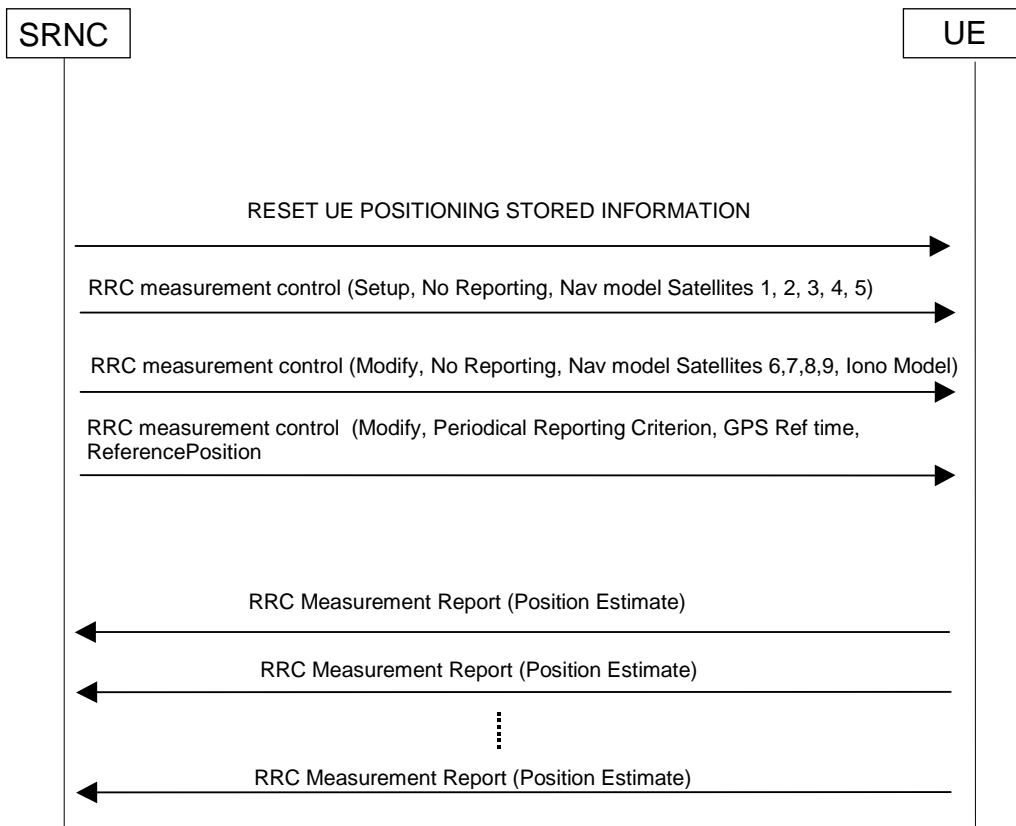 SRNC
UE
RESET UE POSITIONING STORED INFORMATION
RRC measurement control (Setup, No Reporting, Nav model Satellites 1, 2, 3, 4, 5)
RRC measurement control (Modify, No Reporting, Nav model Satellites 6,7,8,9, Iono Model)
RRC measurement control  (Modify, Periodical Reporting Criterion, GPS Ref time,
ReferencePosition
RRC Measurement Report (Position Estimate)
RRC Measurement Report (Position Estimate)
RRC Measurement Report (Position Estimate)